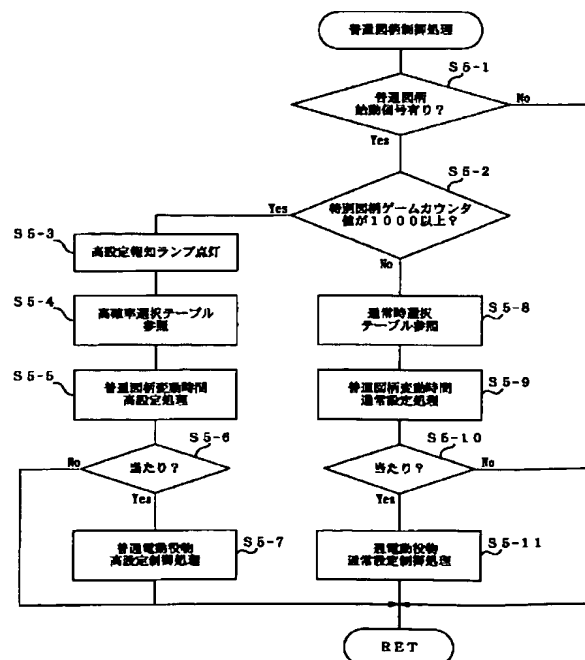 普通図柄制御処理
S5-1
普通図柄
始動信号有り?
No
Yes
S5-2
特別図柄ゲームカウンタ
値が1000以上?
Yes
No
S5-3
高設定報知ランプ点灯
S5-4
高確率選択テーブル
参照
S5-8
通常時選択
テーブル参照
S5-5
普通図柄変動時間
高設定処理
S5-9
普通図柄変動時間
通常設定処理
S5-6
当たり?
No
Yes
S5-10
当たり?
No
Yes
S5-7
普通電動役物
高設定制御処理
S5-11
通電動役物
通常設定制御処理
RET